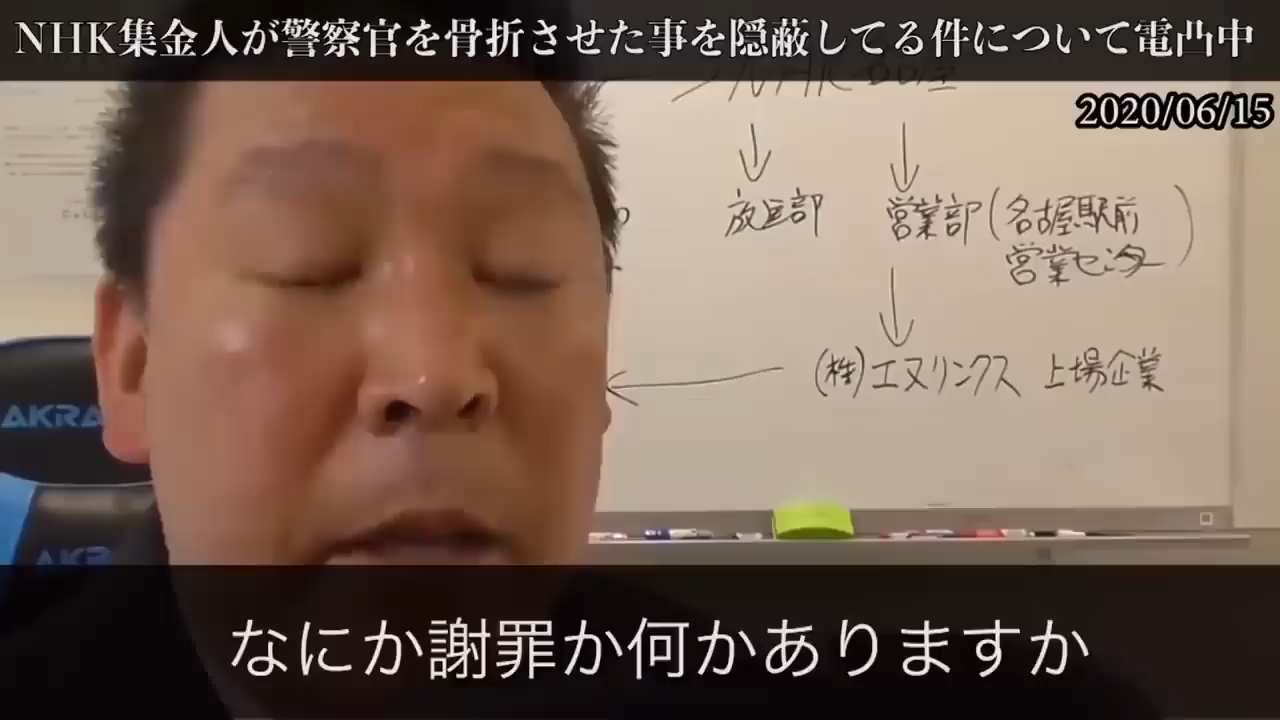 NHK集金人が警察官を骨折させた事を隠蔽してる件について電凸中
2020/06/15
放送部
営業部(名古屋駅前
営業センター)
(株)エヌリンクス 上場企業
AKRA
AKR
なにか謝罪か何かありますか